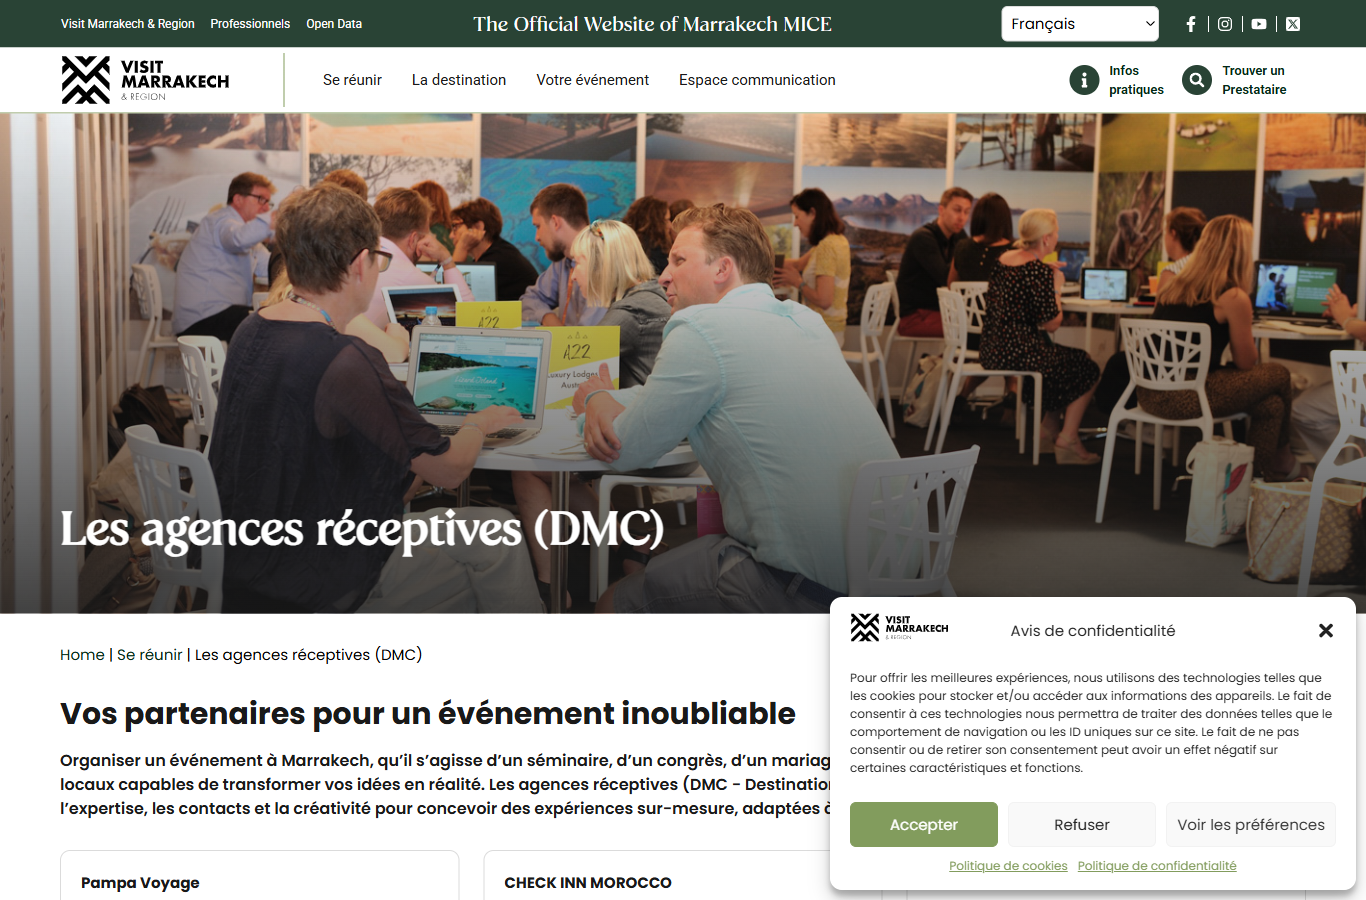 Visit Marrakech & Region Professionnels Open Data
The Official Website of Marrakech MICE
Français
VISIT
MARRAKECH
& REGION
Se réunir La destination Votre événement Espace communication
Infos
pratiques
Trouver un
Prestataire
A22
A22
Luxury Lodges
Les agences réceptives (DMC)
Home | Se réunir | Les agences réceptives (DMC)
Vos partenaires pour un événement inoubliable
Organiser un événement à Marrakech, qu’il s’agisse d’un séminaire, d’un congrès, d’un
locaux capables de transformer vos idées en réalité. Les agences réceptives (DMC -
l’expertise, les contacts et la créativité pour concevoir des expériences sur-mesure, adaptées
Pampa Voyage
CHECK INN MOROCCO
VISIT
MARRAKECH
& REGION
Avis de confidentialité
Pour offrir les meilleures expériences, nous utilisons des technologies telles que
les cookies pour stocker et/ou accéder aux informations des appareils. Le fait de
consentir à ces technologies nous permettra de traiter des données telles que le
comportement de navigation ou les ID uniques sur ce site. Le fait de ne pas
consentir ou de retirer son consentement peut avoir un effet négatif sur
certaines caractéristiques et fonctions.
Accepter
Refuser
Voir les préférences
Politique de cookies Politique de confidentialité